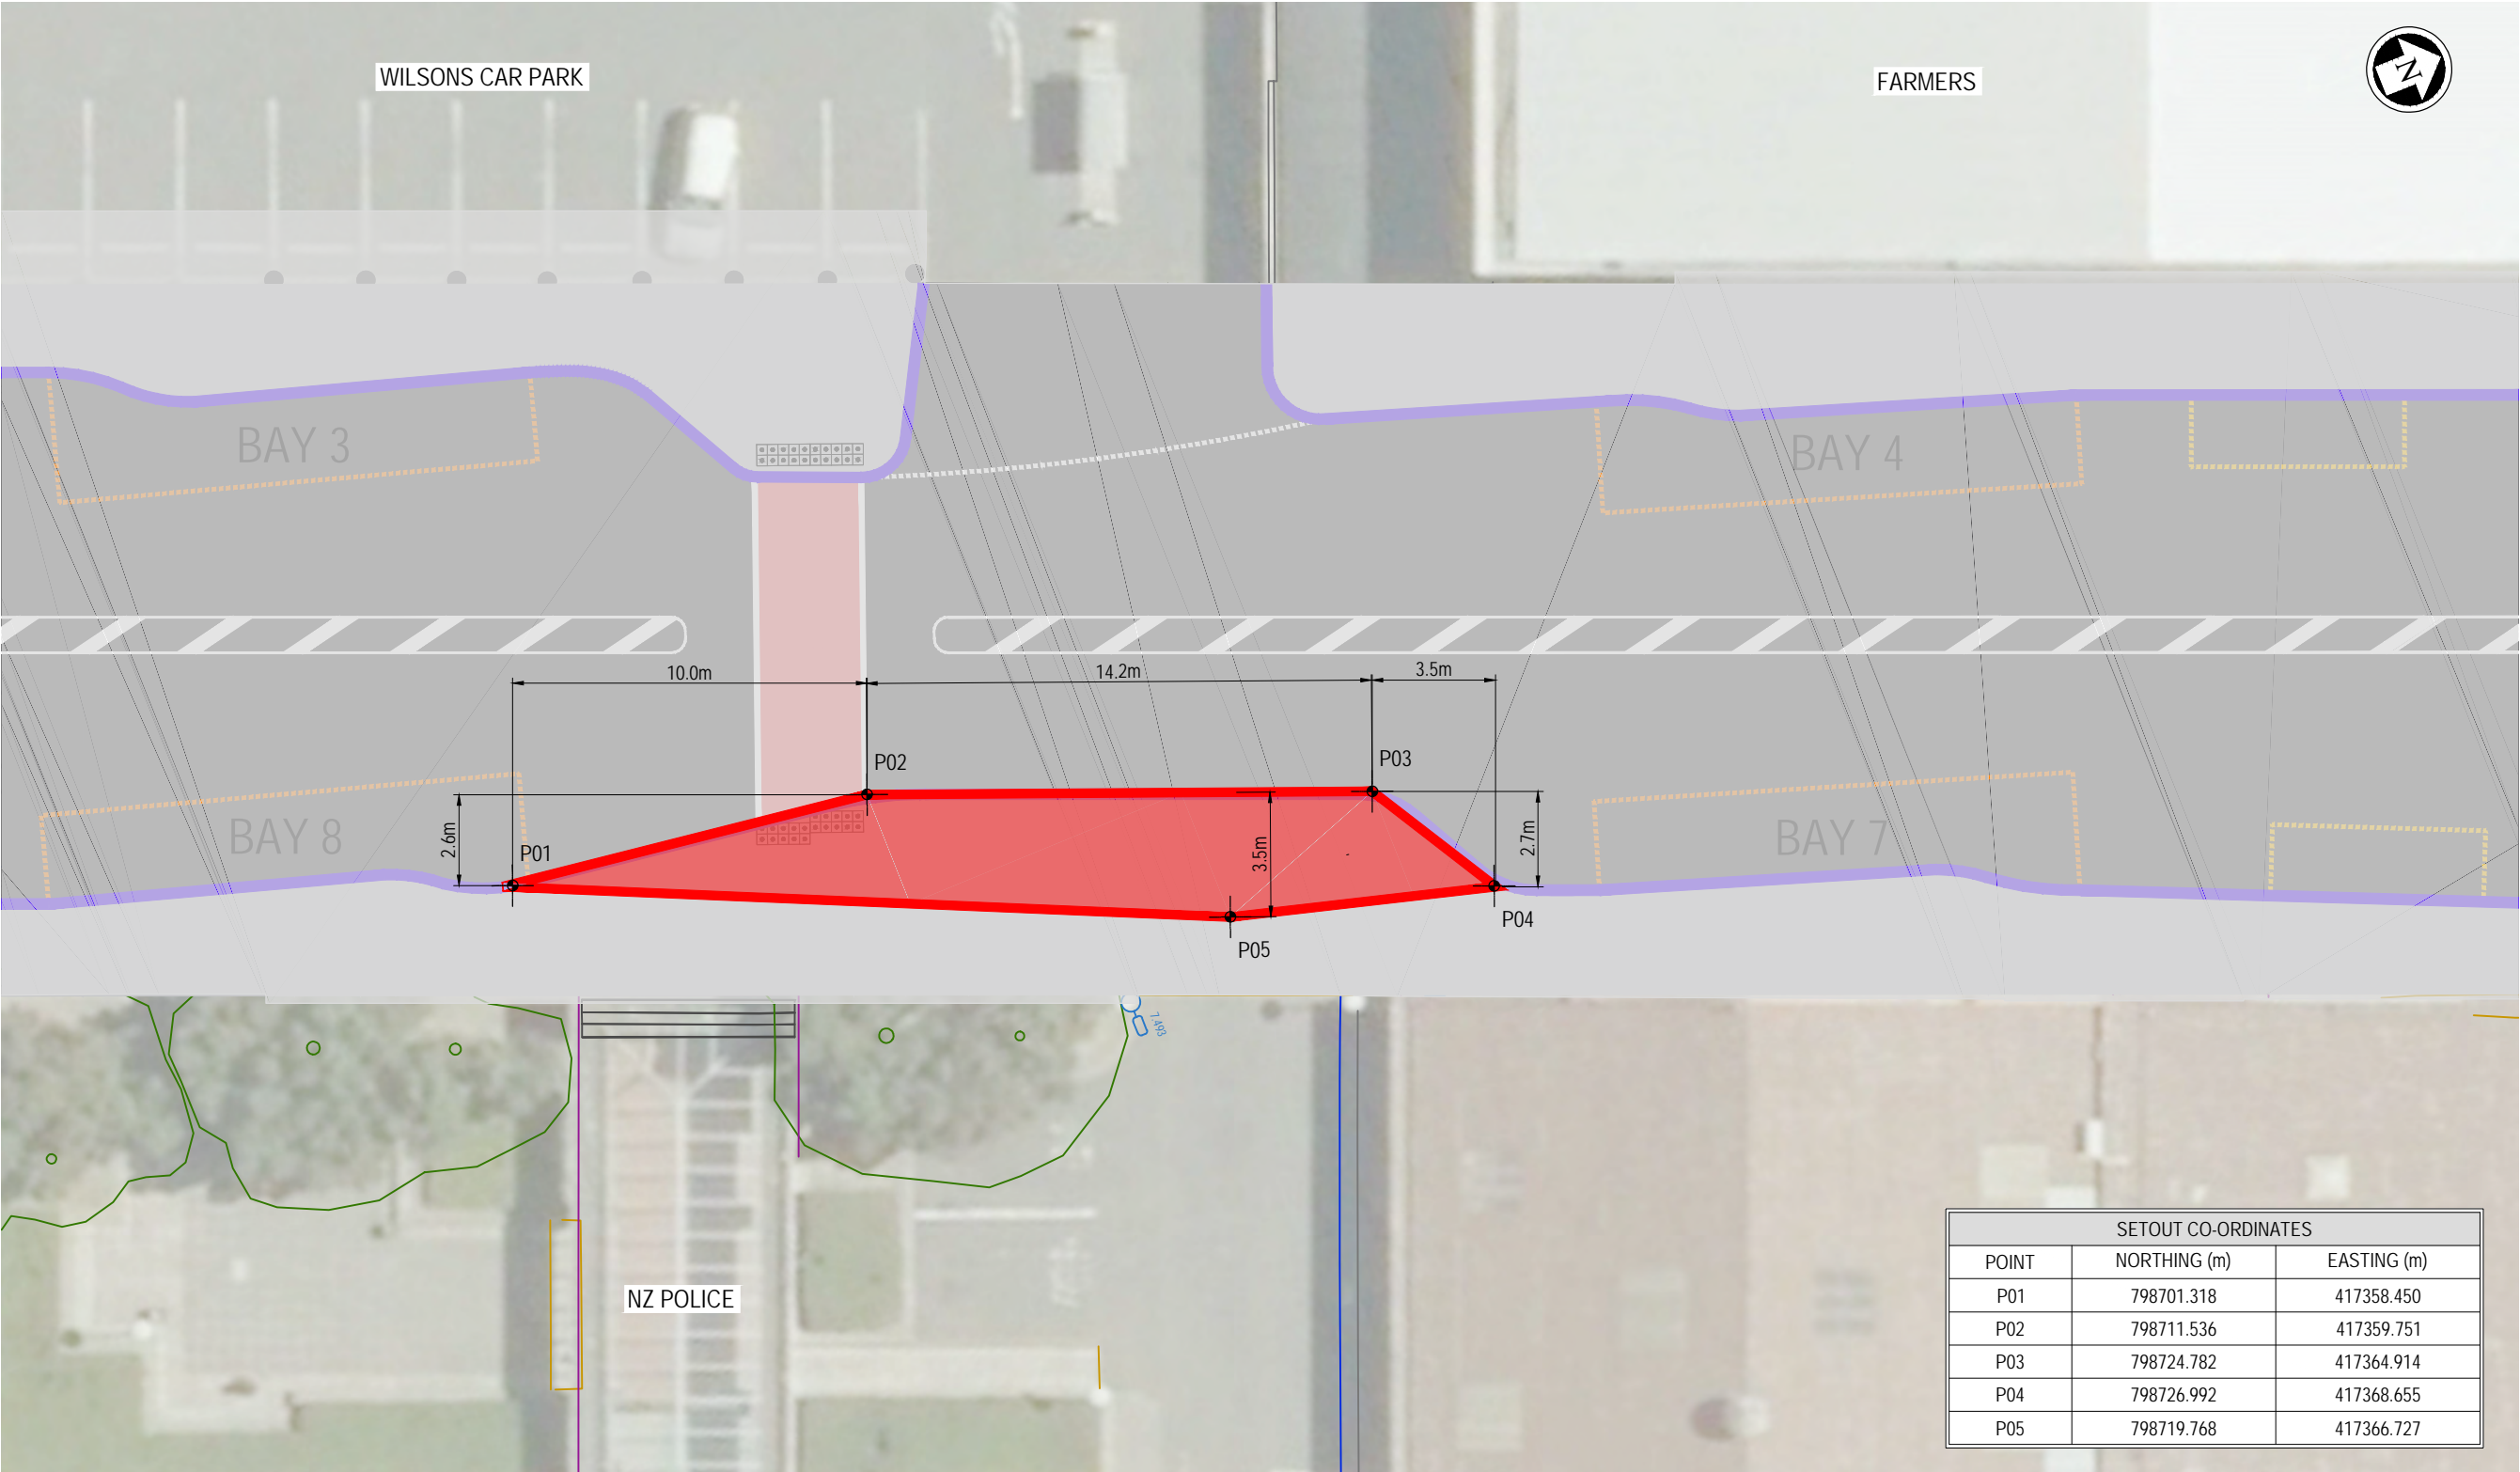 WILSONS CAR PARK
FARMERS
N
BAY 3
BAY 4
10.0m
14.2m
3.5m
P02
P03
BAY 8
2.6m
P01
3.5m
2.7m
BAY 7
P04
P05
7.493
NZ POLICE
SETOUT CO-ORDINATES
POINT NORTHING (m) EASTING (m)
P01 798701.318 417358.450
P02 798711.536 417359.751
P03 798724.782 417364.914
P04 798726.992 417368.655
P05 798719.768 417366.727